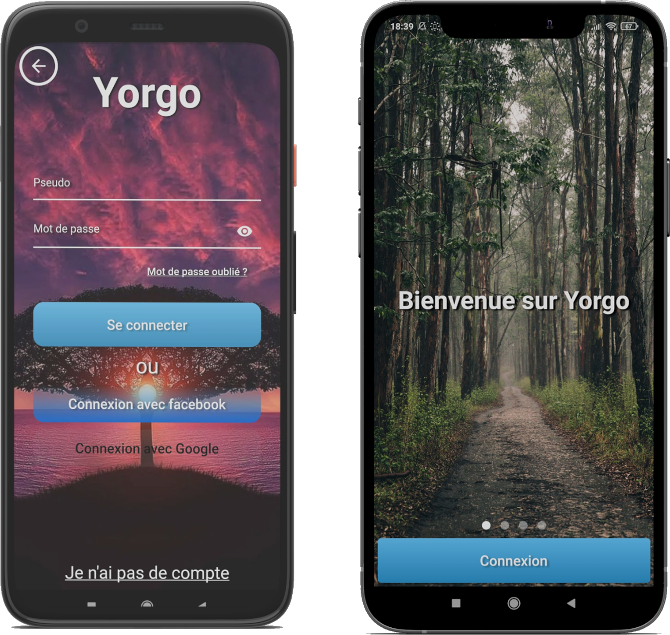 Yorgo
Pseudo
Mot de passe
Mot de passe oublié ?
Se connecter
ou
Connexion avec facebook
Connexion avec Google
Je n'ai pas de compte
18:39
67
Bienvenue sur Yorgo
Connexion